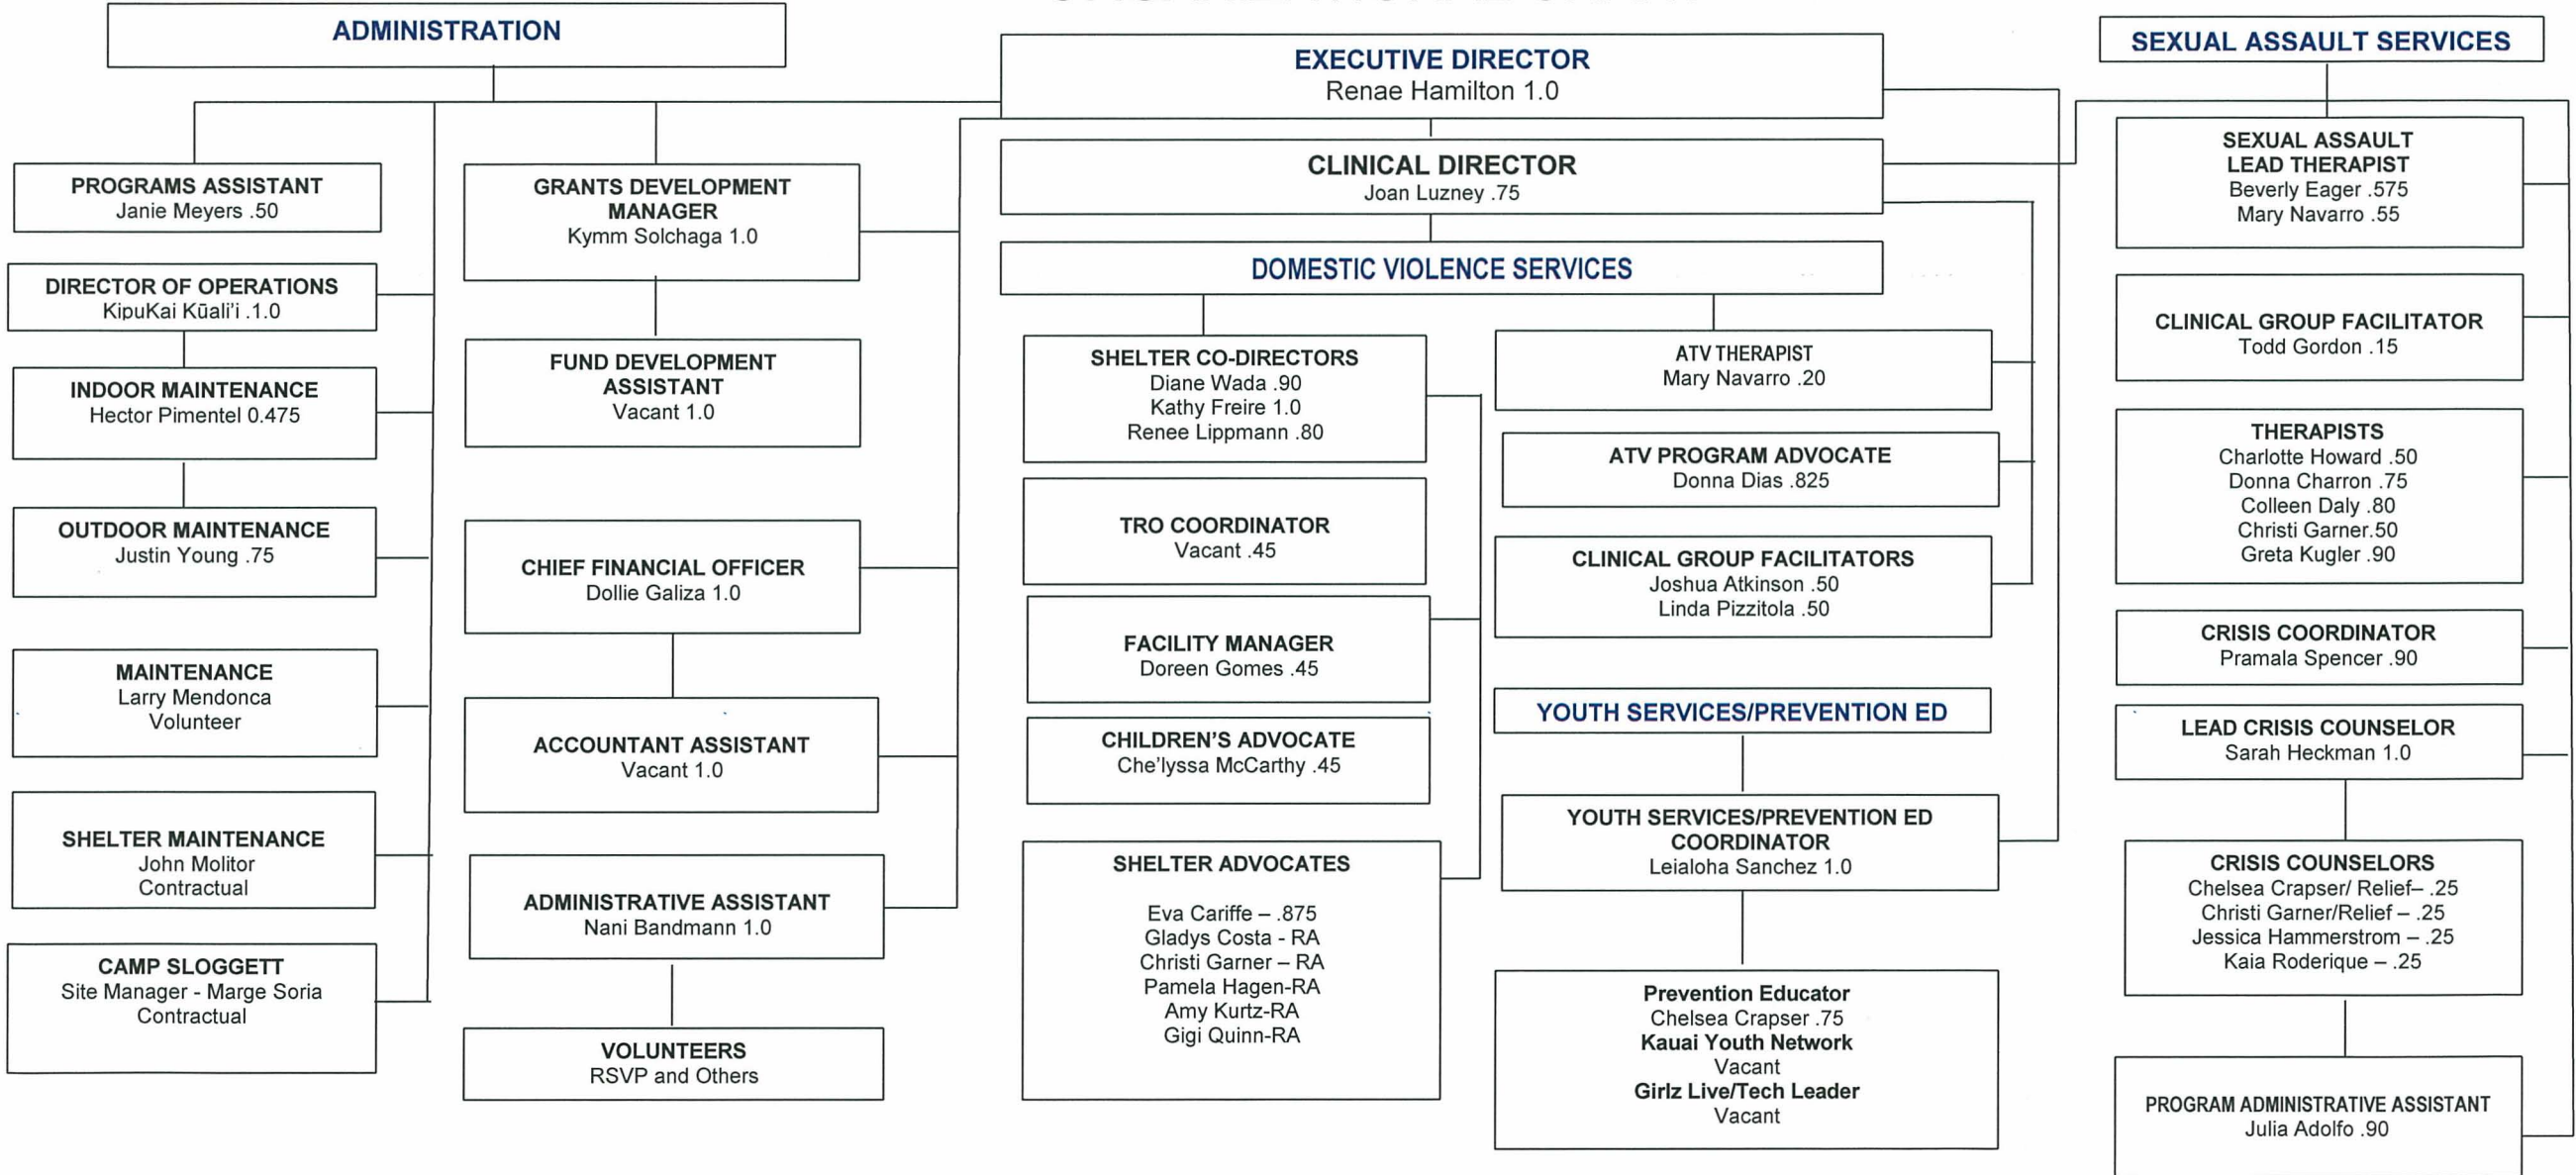 ADMINISTRATION
PROGRAMS ASSISTANT
Janie Meyers .50
DIRECTOR OF OPERATIONS
KipuKai Kūali'i .1.0
INDOOR MAINTENANCE
Hector Pimentel 0.475
OUTDOOR MAINTENANCE
Justin Young .75
MAINTENANCE
Larry Mendonca
Volunteer
SHELTER MAINTENANCE
John Molitor
Contractual
CAMP SLOGGETT
Site Manager - Marge Soria
Contractual
GRANTS DEVELOPMENT
MANAGER
Kymm Solchaga 1.0
FUND DEVELOPMENT
ASSISTANT
Vacant 1.0
CHIEF FINANCIAL OFFICER
Dollie Galiza 1.0
ACCOUNTANT ASSISTANT
Vacant 1.0
ADMINISTRATIVE ASSISTANT
Nani Bandmann 1.0
VOLUNTEERS
RSVP and Others
EXECUTIVE DIRECTOR
Renae Hamilton 1.0
CLINICAL DIRECTOR
Joan Luzney .75
DOMESTIC VIOLENCE SERVICES
SHELTER CO-DIRECTORS
Diane Wada .90
Kathy Freire 1.0
Renee Lippmann .80
TRO COORDINATOR
Vacant .45
FACILITY MANAGER
Doreen Gomes .45
CHILDREN'S ADVOCATE
Che'lyssa McCarthy .45
SHELTER ADVOCATES
Eva Cariffe – .875
Gladys Costa - RA
Christi Garner – RA
Pamela Hagen-RA
Amy Kurtz-RA
Gigi Quinn-RA
ATV THERAPIST
Mary Navarro .20
ATV PROGRAM ADVOCATE
Donna Dias .825
CLINICAL GROUP FACILITATORS
Joshua Atkinson .50
Linda Pizzitola .50
YOUTH SERVICES/PREVENTION ED
YOUTH SERVICES/PREVENTION ED
COORDINATOR
Leialoha Sanchez 1.0
Prevention Educator
Chelsea Crapser .75
Kauai Youth Network
Vacant
Girlz Live/Tech Leader
Vacant
SEXUAL ASSAULT SERVICES
SEXUAL ASSAULT
LEAD THERAPIST
Beverly Eager .575
Mary Navarro .55
CLINICAL GROUP FACILITATOR
Todd Gordon .15
THERAPISTS
Charlotte Howard .50
Donna Charron .75
Colleen Daly .80
Christi Garner.50
Greta Kugler .90
CRISIS COORDINATOR
Pramala Spencer .90
LEAD CRISIS COUNSELOR
Sarah Heckman 1.0
CRISIS COUNSELORS
Chelsea Crapser/ Relief– .25
Christi Garner/Relief – .25
Jessica Hammerstrom – .25
Kaia Roderique – .25
PROGRAM ADMINISTRATIVE ASSISTANT
Julia Adolfo .90